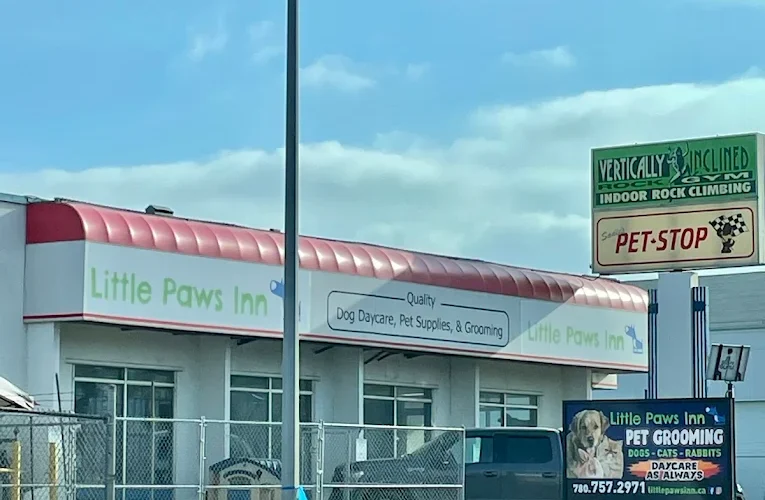 Little Paws Inn
Quality
Dog Daycare, Pet Supplies, & Grooming
Little Paws Inn
VERTICALLY INCLINED
ROCK GYM
INDOOR ROCK CLIMBING
PET-STOP
Little Paws Inn
PET GROOMING
DOGS - CATS - RABBITS
DAYCARE
AS ALWAYS
780.757.2971 littlepawsinn.ca